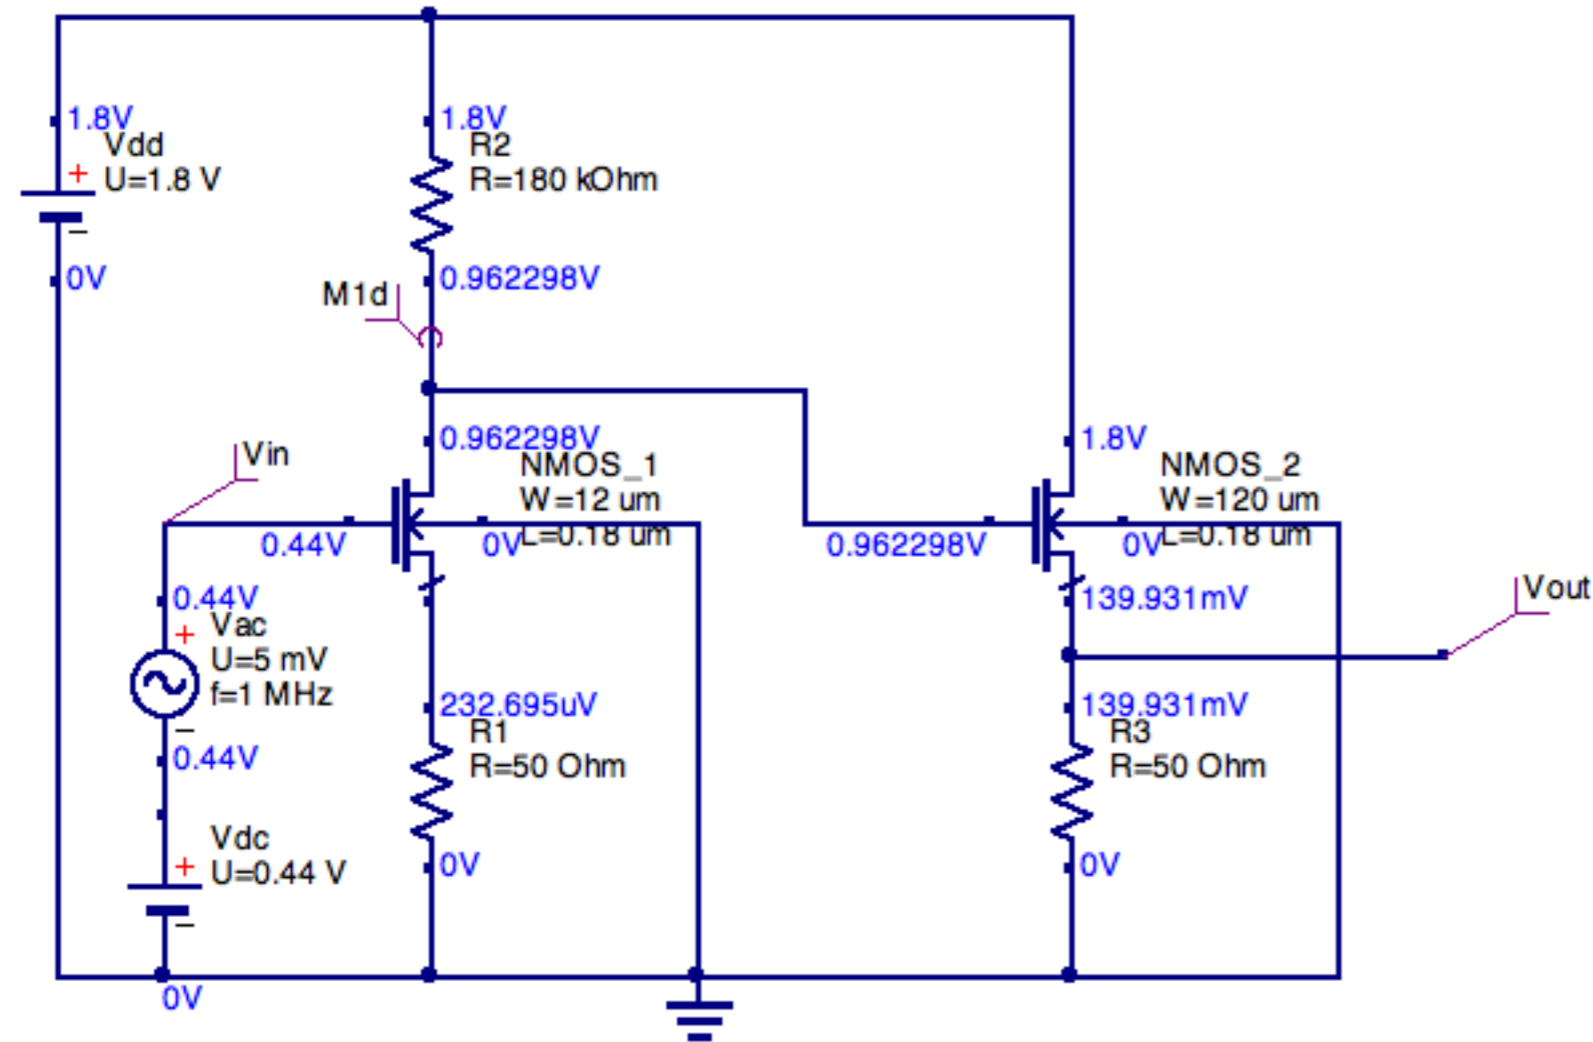 1.8V
Vdd
+
U=1.8 V
−
0V
1.8V
R2
R=180 kOhm
0.962298V
M1d
0.962298V
NMOS_1
W=12 um
L=0.18 um
Vin
0.44V
0V
0.44V
Vac
+
U=5 mV
f=1 MHz
−
0.44V
Vdc
+
U=0.44 V
−
0V
232.695uV
R1
R=50 Ohm
0V
1.8V
NMOS_2
W=120 um
L=0.18 um
0.962298V
0V
139.931mV
Vout
139.931mV
R3
R=50 Ohm
0V